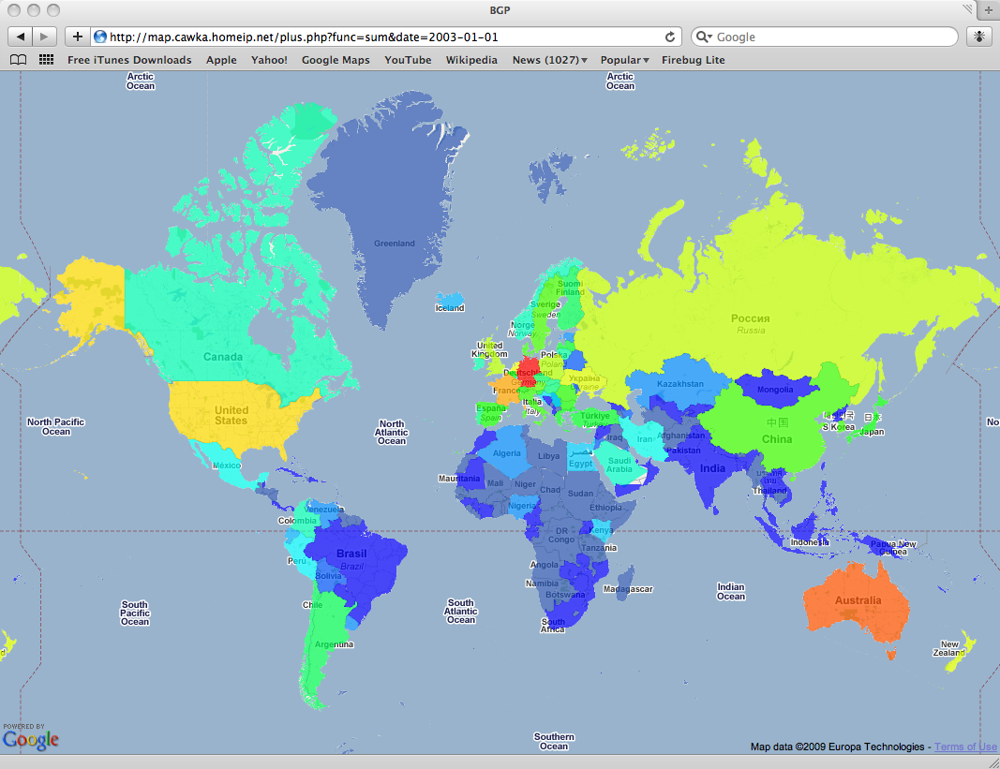 BGP
http://map.cawka.homeip.net/plus.php?func=sum&date=2003-01-01
Google
Free iTunes Downloads Apple Yahoo! Google Maps YouTube Wikipedia News (1027) Popular Firebug Lite
Arctic
Ocean
Arctic
Ocean
Greenland
Iceland
Suomi
Finland
Sverige
Sweden
Norge
Norway
Россия
Russia
United
Kingdom
Polska
Poland
Canada
Deutschland
Germany
Україна
Ukraine
France
Kazakhstan
Mongolia
United
States
Italia
Italy
España
Spain
Türkiye
中国
China
日本
Japan
S Korea
North Pacific
Ocean
North
Atlantic
Ocean
No
Iraq
Iran
Afghanistan
Pakistan
México
Algeria
Libya
مصر
Egypt
Saudi
Arabia
India
Mauritania
Mali
Niger
Chad
Sudan
Thailand
Venezuela
Colombia
Nigeria
Ethiopia
DR
Congo
Kenya
Tanzania
Indonesia
Papua New
Guinea
Brasil
Brazil
Peru
Bolivia
Angola
Namibia
Botswana
Madagascar
Indian
Ocean
Australia
South
Pacific
Ocean
Chile
South
Atlantic
Ocean
South
Africa
Argentina
New
Zealand
d
Southern
Ocean
POWERED BY
Google
Map data ©2009 Europa Technologies - Terms of Use